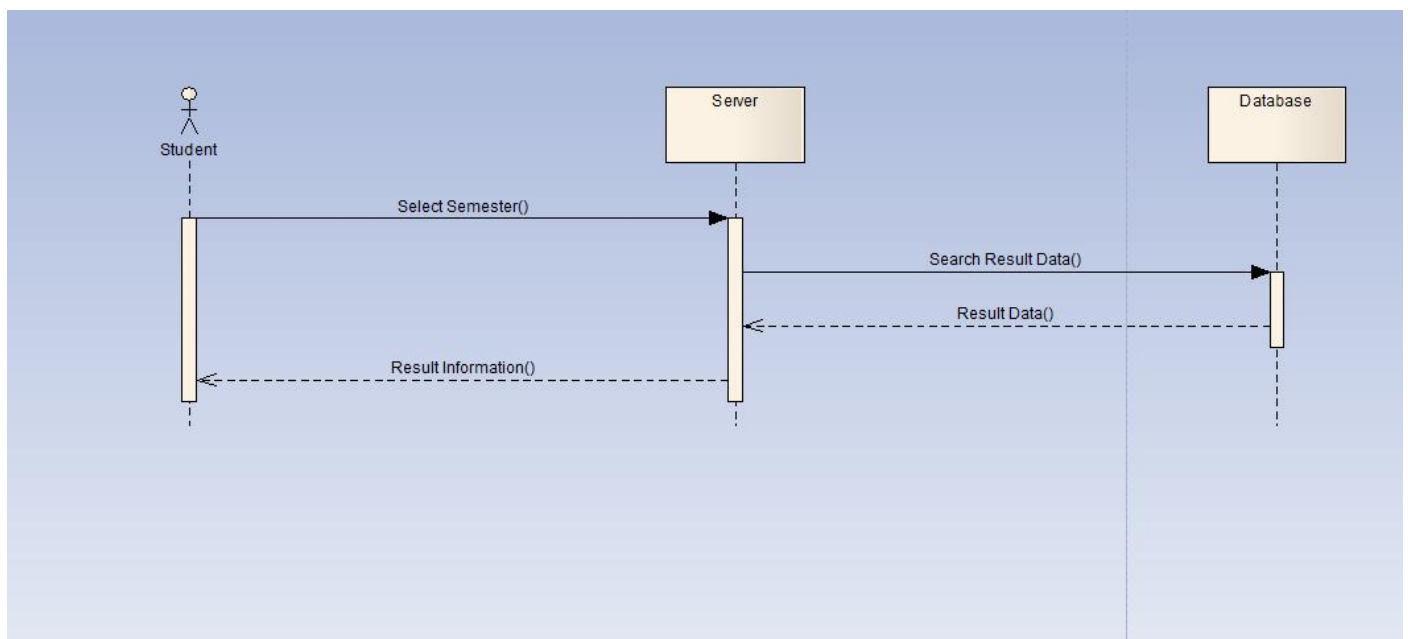 Server
Database
Student
Select Semester()
Search Result Data()
Result Data()
Result Information()